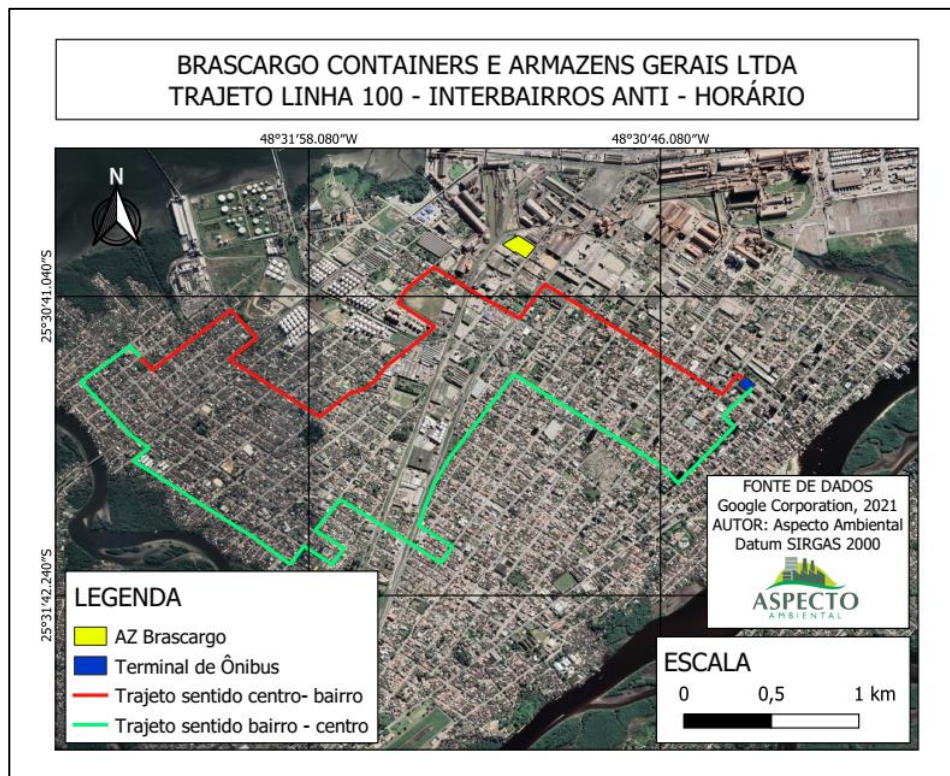 BRASCARGO CONTAINERS E ARMAZENS GERAIS LTDA
TRAJETO LINHA 100 - INTERBAIRROS ANTI - HORÁRIO
48°31'58.080"W
48°30'46.080"W
N
25°30'41.040"S
25°31'42.240"S
FONTE DE DADOS
Google Corporation, 2021
AUTOR: Aspecto Ambiental
Datum SIRGAS 2000
ASPECTO
AMBIENTAL
LEGENDA
AZ Brascargo
Terminal de Ônibus
Trajeto sentido centro- bairro
Trajeto sentido bairro - centro
ESCALA
0 0,5 1 km